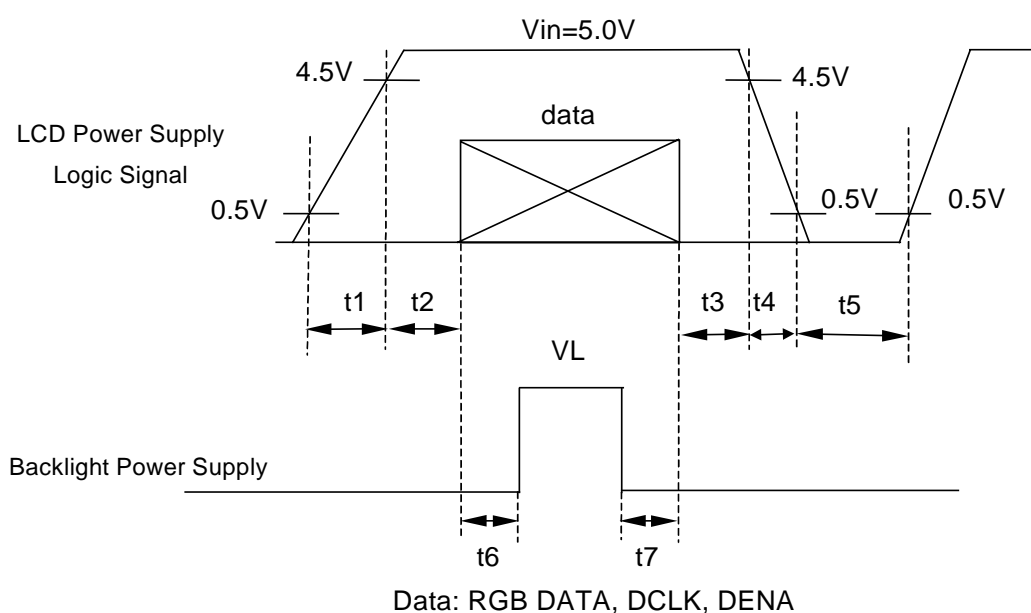 Vin=5.0V
4.5V
4.5V
LCD Power Supply
data
Logic Signal
0.5V
0.5V
0.5V
t1
t2
t3
t4
t5
VL
Backlight Power Supply
t6
t7
Data: RGB DATA, DCLK, DENA